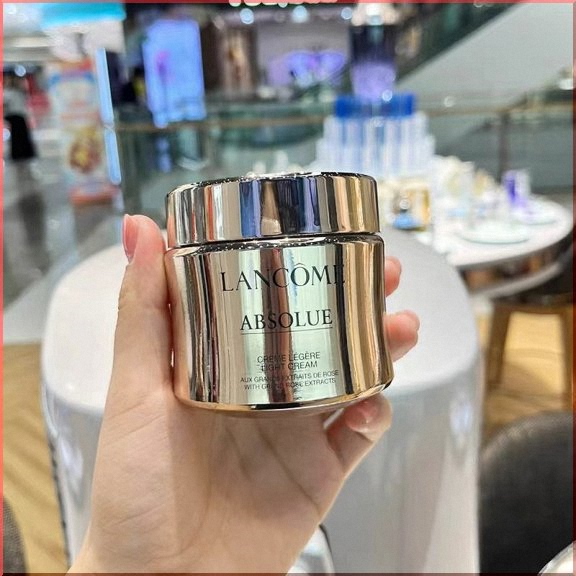 LANCÔME
ABSOLUE
CRÈME LÉGÈRE
LIGHT CREAM
AUX GRANDS EXTRAITS DE ROSE
WITH GRAND ROSE EXTRACTS